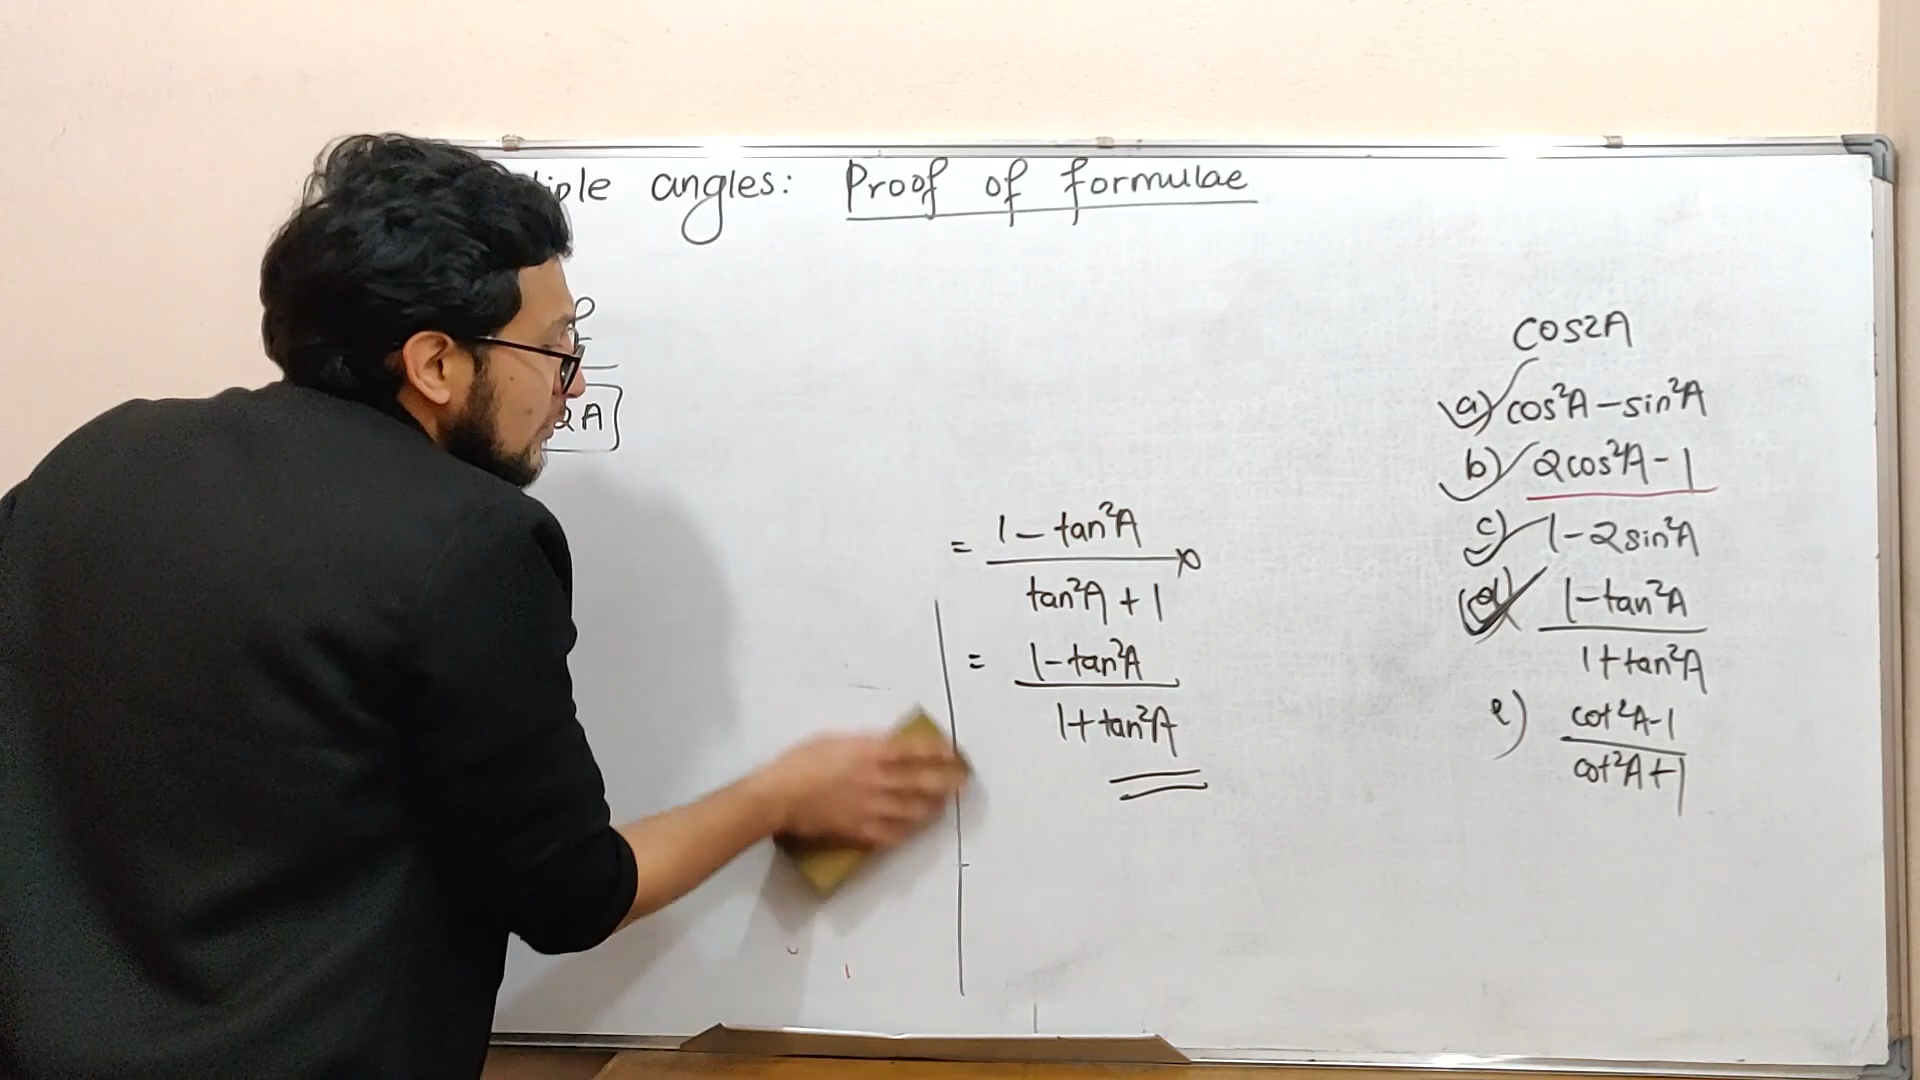 angles: Proof of formulae
2A
= 1 - tan²A
tan²A + 1
= 1 - tan²A
1 + tan²A
cos2A
a) cos²A - sin²A
b) 2cos²A - 1
c) 1 - 2sin²A
d) 1 - tan²A
1 + tan²A
e) cot²A - 1
cot²A + 1